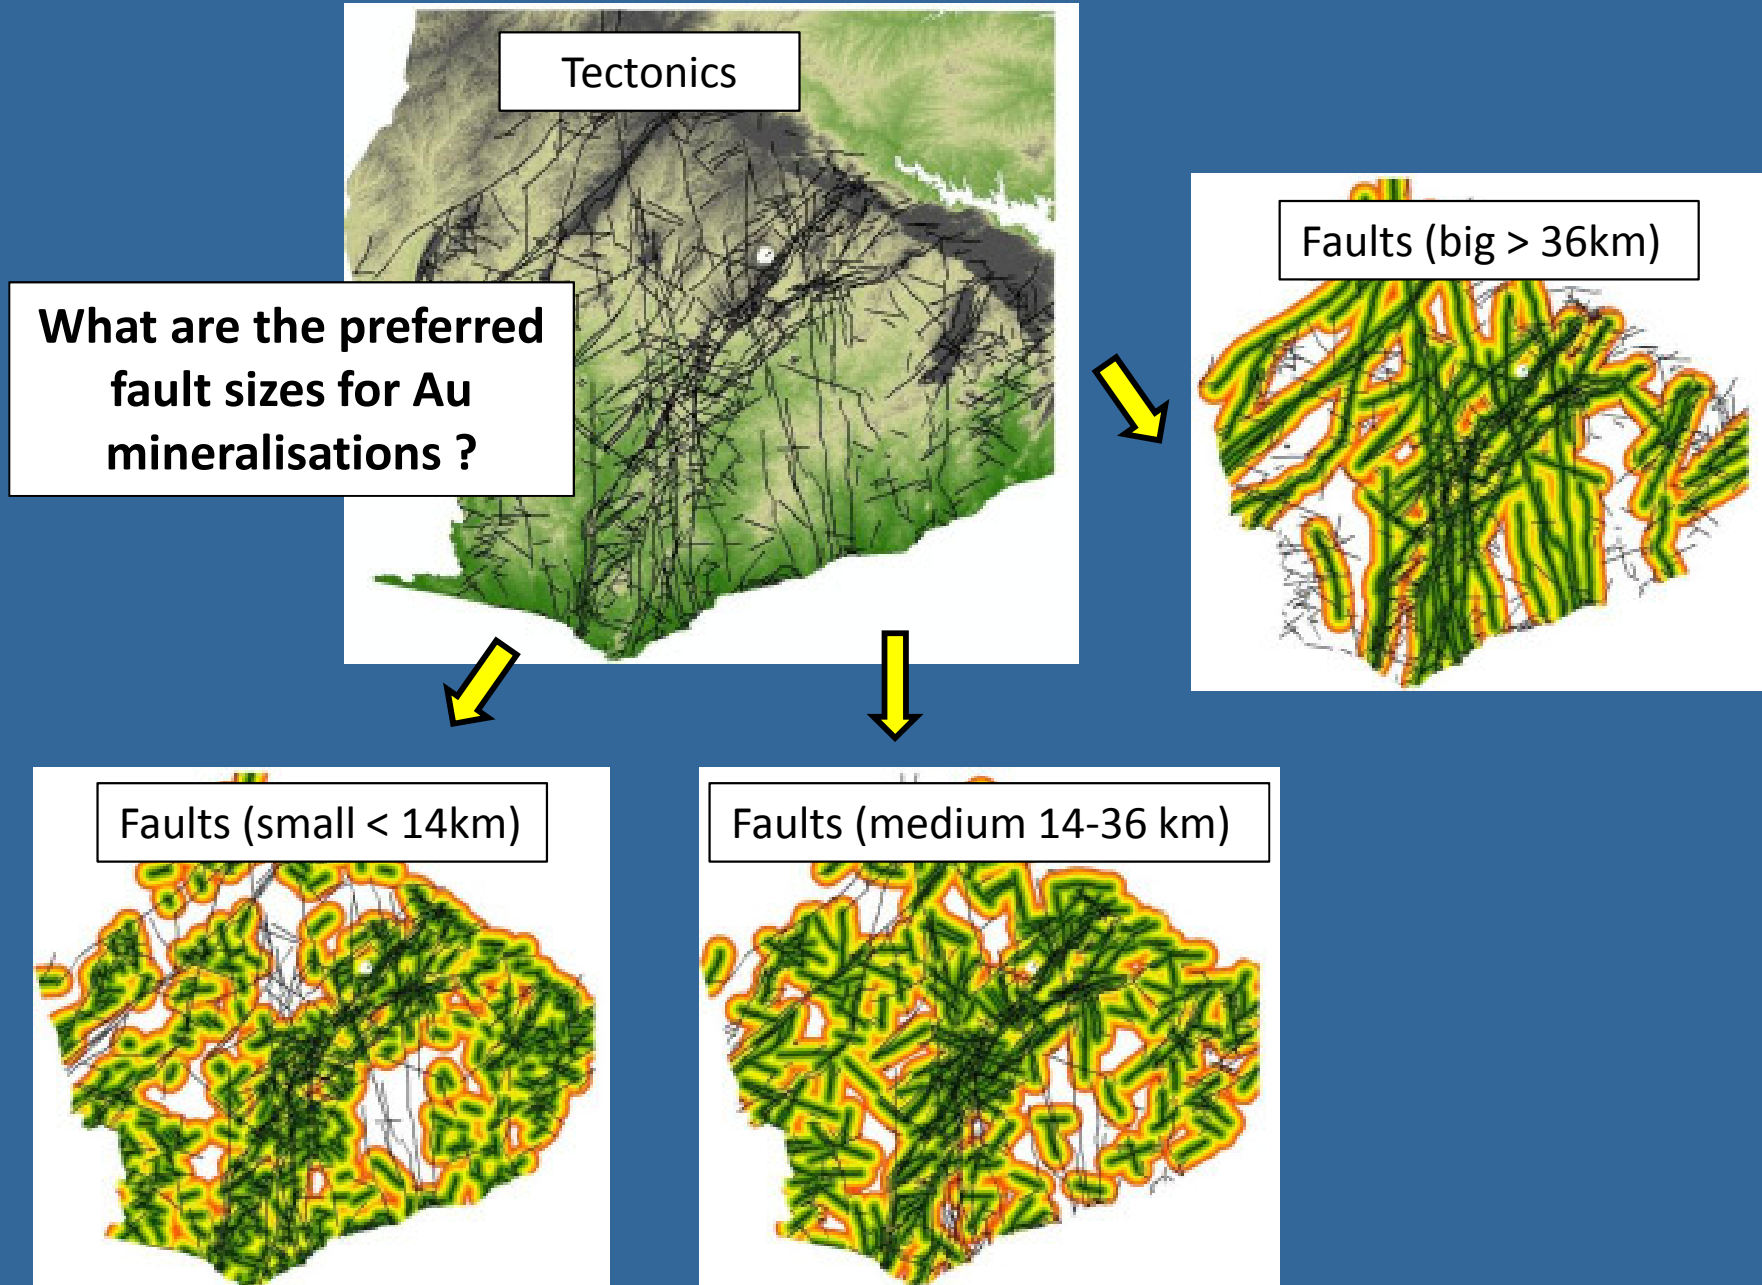 Tectonics
What are the preferred
fault sizes for Au
mineralisations ?
Faults (big > 36km)
Faults (small < 14km)
Faults (medium 14-36 km)